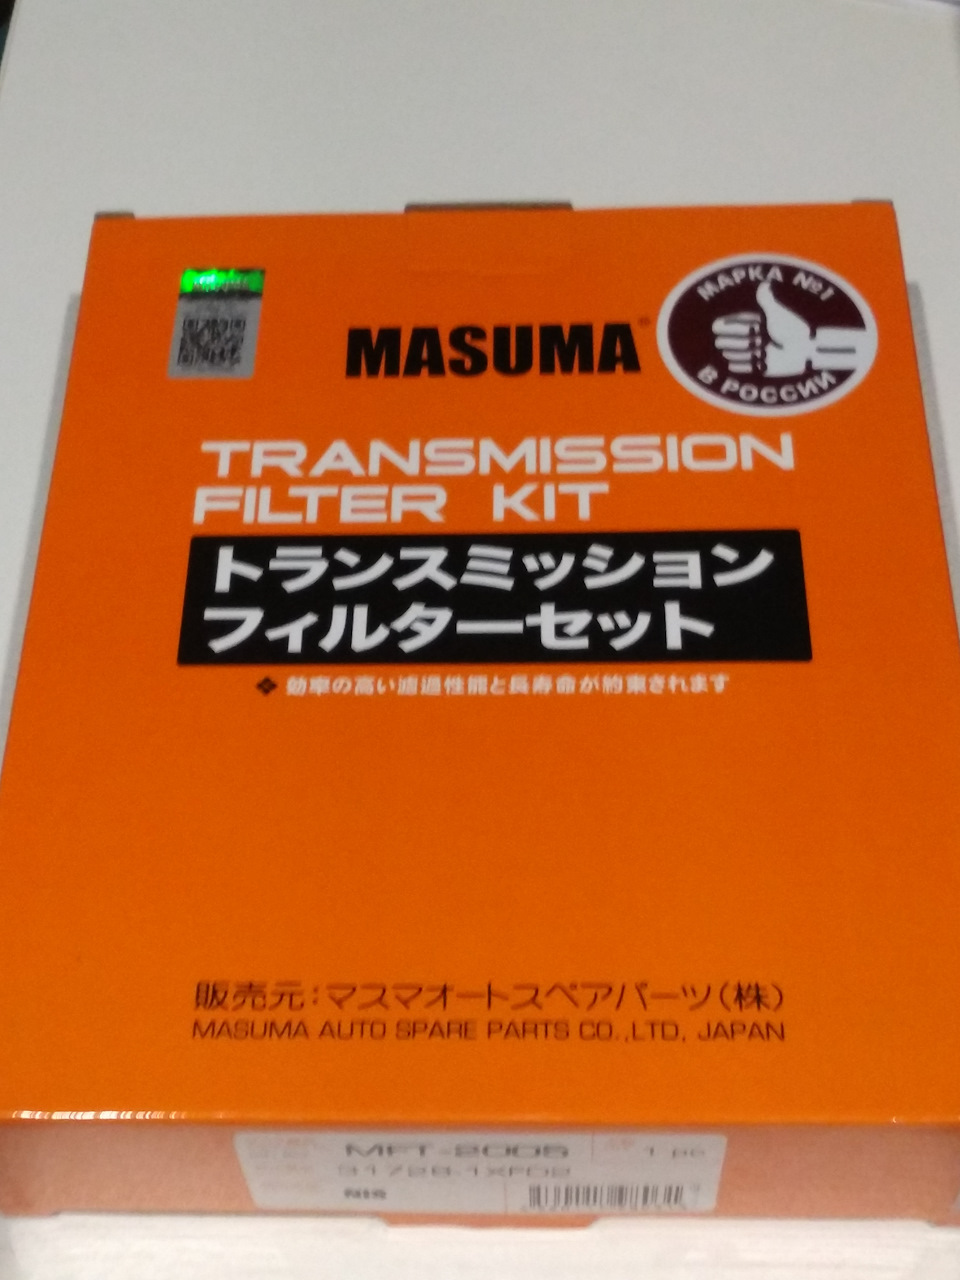 MASUMA®
МАРКА №1
В РОССИИ
TRANSMISSION
FILTER KIT
トランスミッション
フィルターセット
❖ 効率の高い濾過性能と長寿命が約束されます
販売元：マスマオートスペアパーツ（株）
MASUMA AUTO SPARE PARTS CO.,LTD, JAPAN
MFT-2005
1 pc
31728-1XF02
NIS